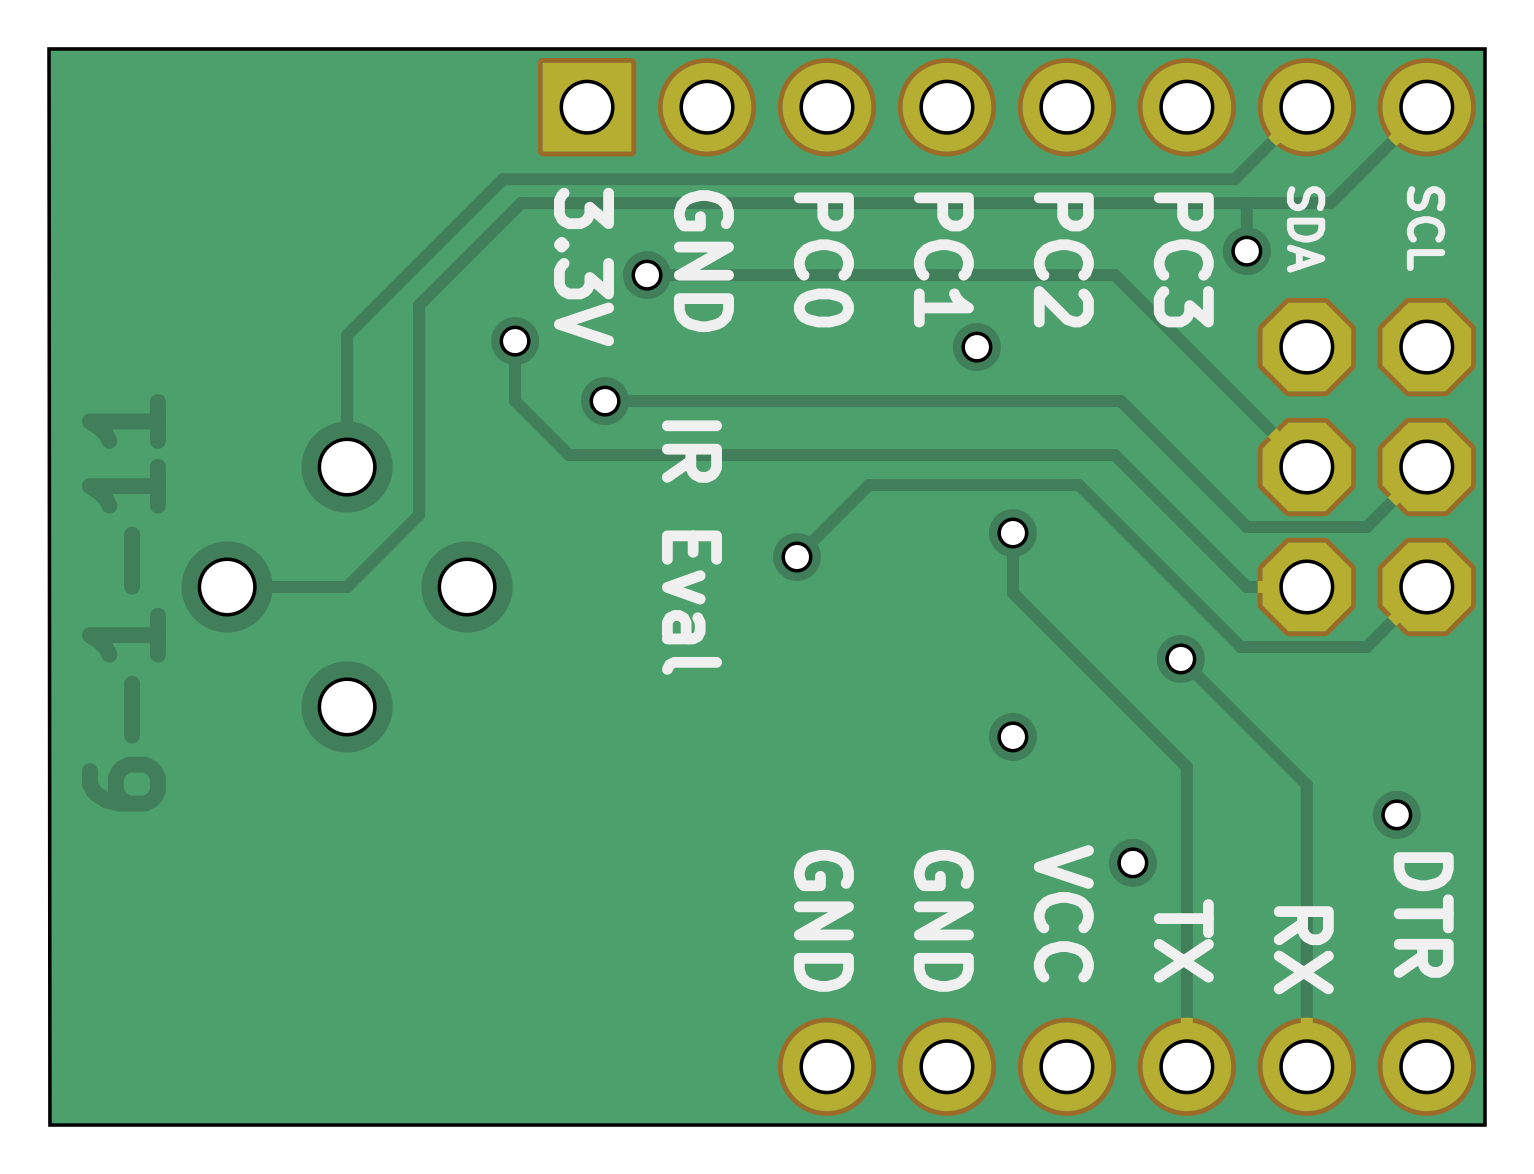 3.3V
GND
PC0
PC1
PC2
PC3
SDA
SCL
IR Eval
6-1-11
GND
GND
VCC
TX
RX
DTR